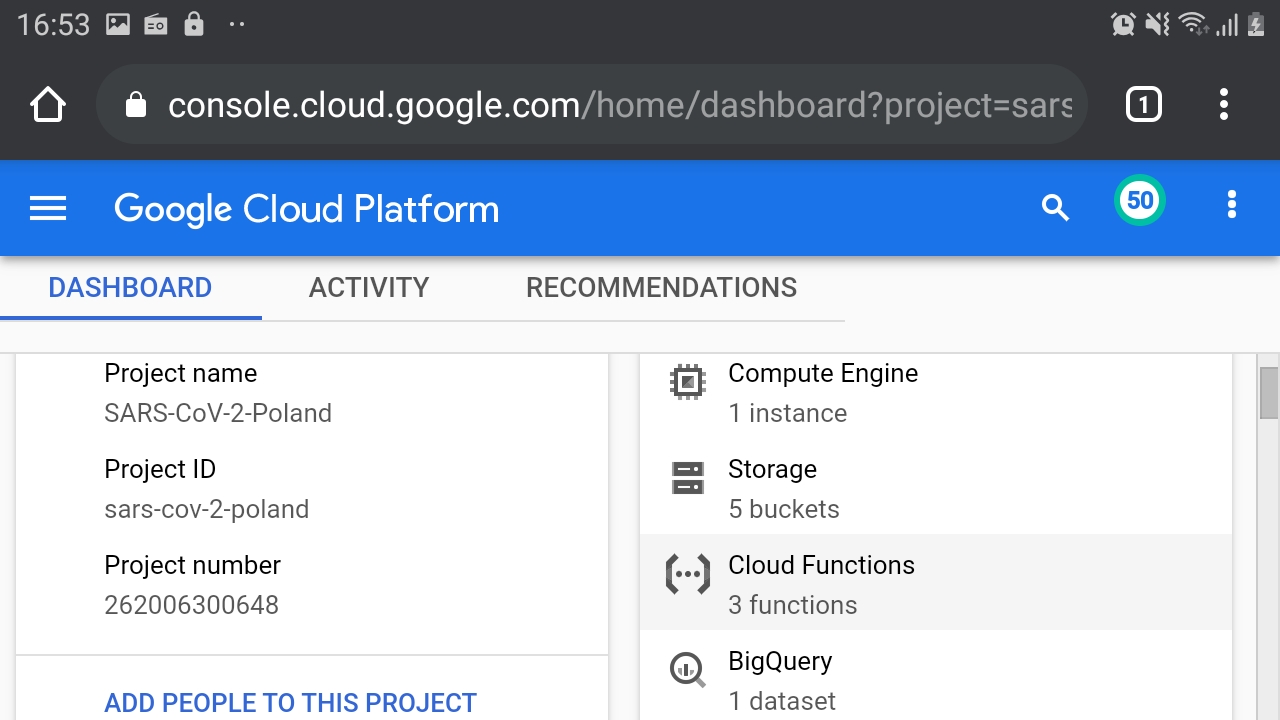 16:53
console.cloud.google.com/home/dashboard?project=sars
1
Google Cloud Platform
50
DASHBOARD ACTIVITY RECOMMENDATIONS
Project name
SARS-CoV-2-Poland
Project ID
sars-cov-2-poland
Project number
262006300648
ADD PEOPLE TO THIS PROJECT
Compute Engine
1 instance
Storage
5 buckets
Cloud Functions
3 functions
BigQuery
1 dataset